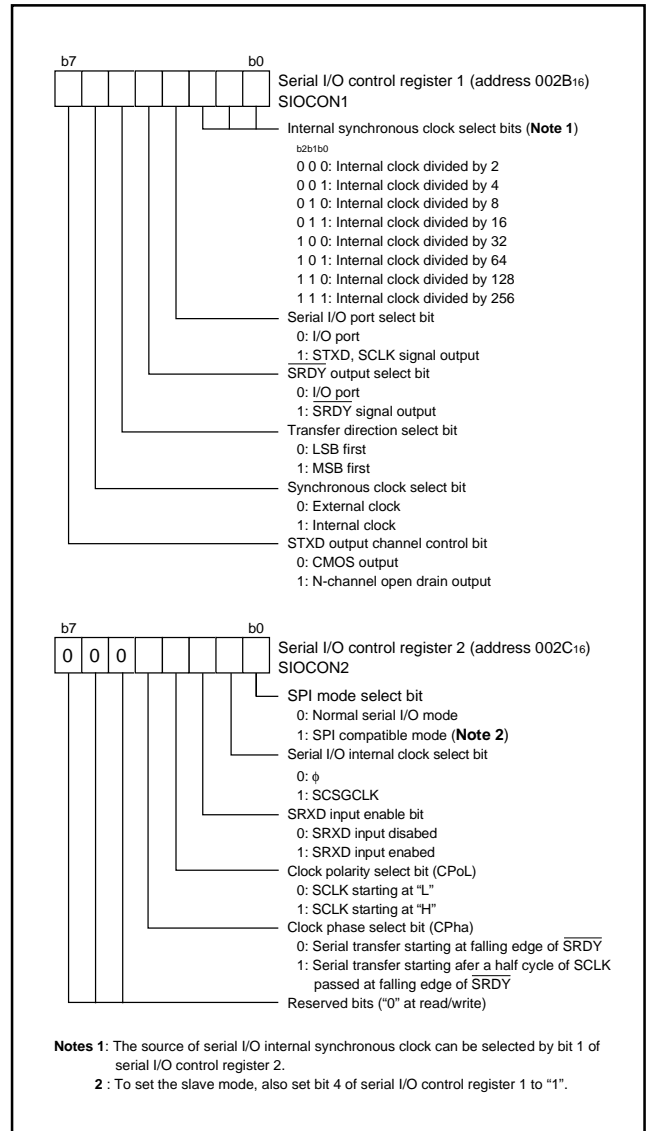 b7 b0
Serial I/O control register 1 (address 002B16)
SIOCON1
Internal synchronous clock select bits (Note 1)
b2b1b0
0 0 0: Internal clock divided by 2
0 0 1: Internal clock divided by 4
0 1 0: Internal clock divided by 8
0 1 1: Internal clock divided by 16
1 0 0: Internal clock divided by 32
1 0 1: Internal clock divided by 64
1 1 0: Internal clock divided by 128
1 1 1: Internal clock divided by 256
Serial I/O port select bit
0: I/O port
1: STXD, SCLK signal output
SRDY output select bit
0: I/O port
1: SRDY signal output
Transfer direction select bit
0: LSB first
1: MSB first
Synchronous clock select bit
0: External clock
1: Internal clock
STXD output channel control bit
0: CMOS output
1: N-channel open drain output
b7 b0
0 0 0
Serial I/O control register 2 (address 002C16)
SIOCON2
SPI mode select bit
0: Normal serial I/O mode
1: SPI compatible mode (Note 2)
Serial I/O internal clock select bit
0: ϕ
1: SCSGCLK
SRXD input enable bit
0: SRXD input disabed
1: SRXD input enabed
Clock polarity select bit (CPoL)
0: SCLK starting at “L”
1: SCLK starting at “H”
Clock phase select bit (CPha)
0: Serial transfer starting at falling edge of SRDY
1: Serial transfer starting afer a half cycle of SCLK
passed at falling edge of SRDY
Reserved bits (“0” at read/write)
Notes 1: The source of serial I/O internal synchronous clock can be selected by bit 1 of
serial I/O control register 2.
2 : To set the slave mode, also set bit 4 of serial I/O control register 1 to “1”.